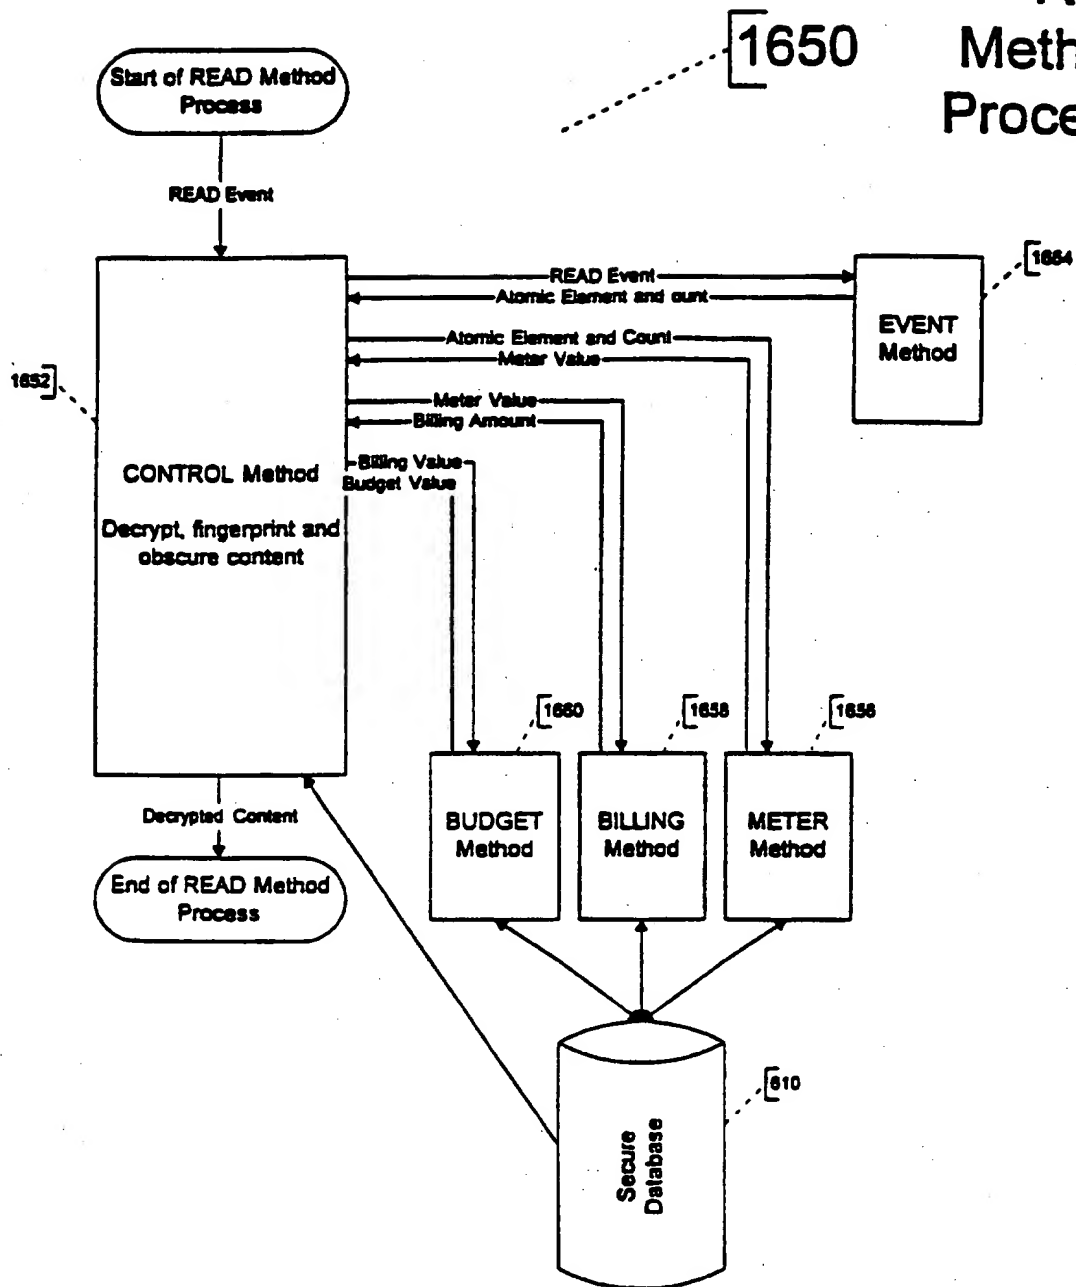 1650
Meth
Proce
Start of READ Method
Process
READ Event
READ Event
Atomic Element and ount
1654
EVENT
Method
Atomic Element and Count
Meter Value
1652
Meter Value
Billing Amount
Billing Value
Budget Value
CONTROL Method
Decrypt, fingerprint and
obscure content
1660
1658
1656
BUDGET
Method
BILLING
Method
METER
Method
Decrypted Content
End of READ Method
Process
610
Secure
Database